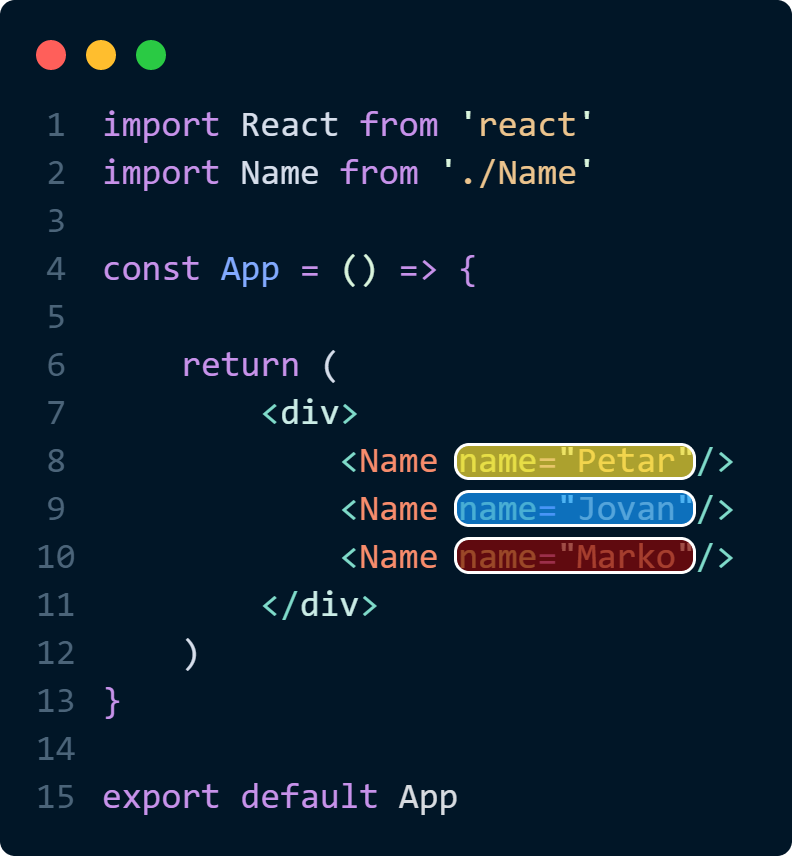 1 import React from 'react'
2 import Name from './Name'
3
4 const App = () => {
5
6     return (
7         <div>
8             <Name name="Petar"/>
9             <Name name="Jovan"/>
10             <Name name="Marko"/>
11         </div>
12     )
13 }
14
15 export default App